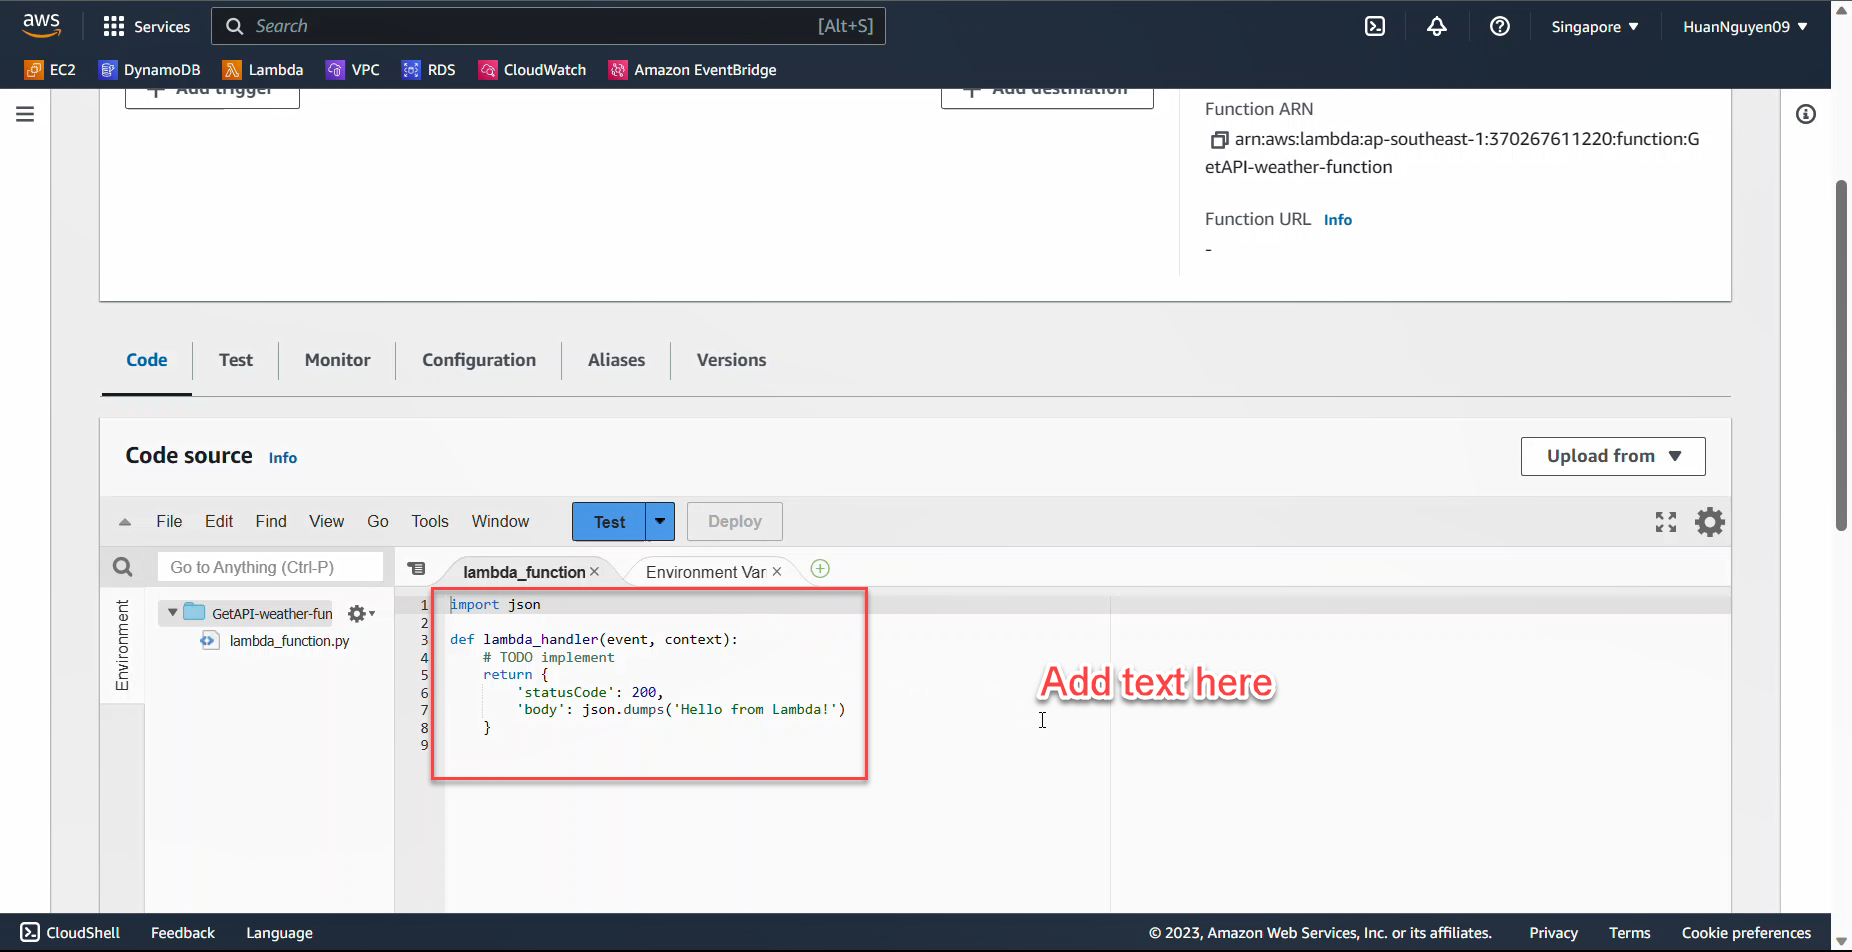 aws
Services
Search
[Alt+S]
Singapore
HuanNguyen09
EC2
DynamoDB
Lambda
VPC
RDS
CloudWatch
Amazon EventBridge
Add trigger
Add destination
Function ARN
arn:aws:lambda:ap-southeast-1:370267611220:function:G
etAPI-weather-function
Function URL Info
-
Code
Test
Monitor
Configuration
Aliases
Versions
Code source Info
Upload from
File
Edit
Find
View
Go
Tools
Window
Test
Deploy
Go to Anything (Ctrl-P)
lambda_function
Environment Var
Environment
GetAPI-weather-fun
lambda_function.py
1 import json
2
3 def lambda_handler(event, context):
4 # TODO implement
5 return {
6 'statusCode': 200,
7 'body': json.dumps('Hello from Lambda!')
8 }
9
Add text here
CloudShell
Feedback
Language
© 2023, Amazon Web Services, Inc. or its affiliates.
Privacy
Terms
Cookie preferences